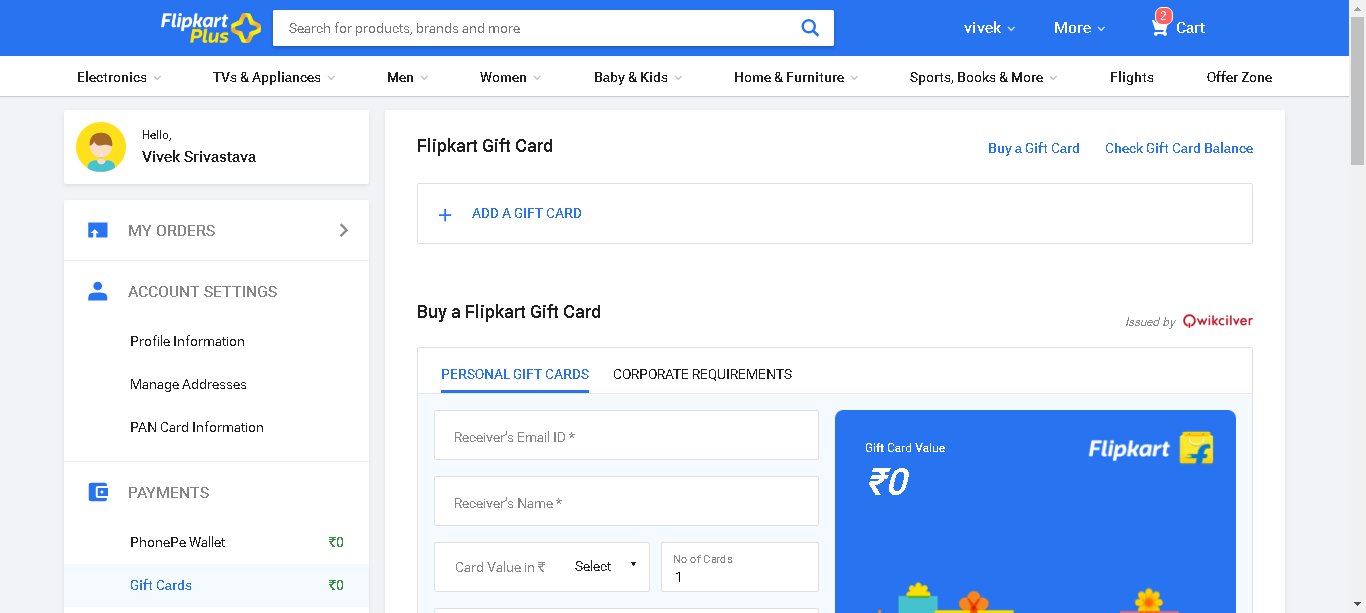 Flipkart
Plus
Search for products, brands and more
vivek
More
2
Cart
Electronics
TVs & Appliances
Men
Women
Baby & Kids
Home & Furniture
Sports, Books & More
Flights
Offer Zone
Hello,
Vivek Srivastava
MY ORDERS
ACCOUNT SETTINGS
Profile Information
Manage Addresses
PAN Card Information
PAYMENTS
PhonePe Wallet ₹0
Gift Cards ₹0
Flipkart Gift Card
Buy a Gift Card
Check Gift Card Balance
+ ADD A GIFT CARD
Buy a Flipkart Gift Card
Issued by Qwikcilver
PERSONAL GIFT CARDS
CORPORATE REQUIREMENTS
Receiver's Email ID *
Receiver's Name *
Card Value in ₹ Select
No of Cards
1
Gift Card Value
₹0
Flipkart